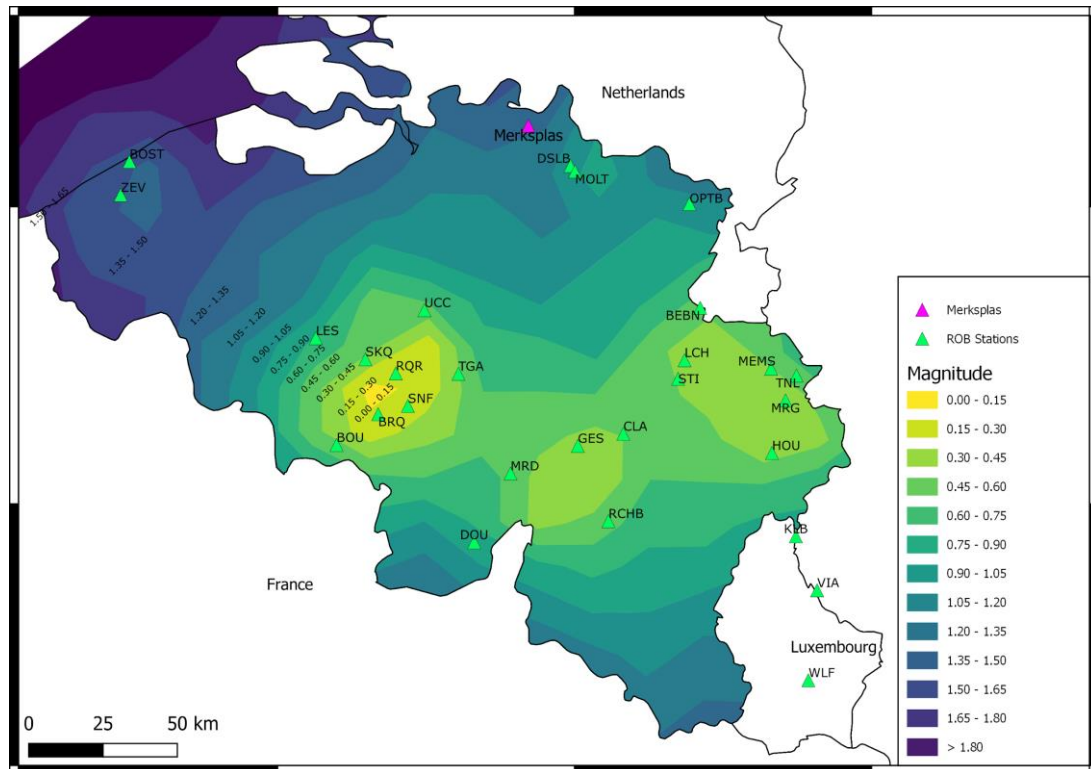 Netherlands
Merksplas
BOST
DSLB
MOLT
ZEV
OPTB
1.50 - 1.65
1.35 - 1.50
1.20 - 1.35
1.05 - 1.20
0.90 - 1.05
0.75 - 0.90
0.60 - 0.75
0.45 - 0.60
0.30 - 0.45
0.15 - 0.30
0.00 - 0.15
UCC
BEBN
LES
SKQ
RQR
TGA
LCH
STI
MEMS
TNL
MRG
SNF
BRQ
BOU
GES
CLA
HOU
MRD
RCHB
DOU
KLB
France
VIA
Luxembourg
WLF
0 25 50 km
Merksplas
ROB Stations
Magnitude
0.00 - 0.15
0.15 - 0.30
0.30 - 0.45
0.45 - 0.60
0.60 - 0.75
0.75 - 0.90
0.90 - 1.05
1.05 - 1.20
1.20 - 1.35
1.35 - 1.50
1.50 - 1.65
1.65 - 1.80
> 1.80